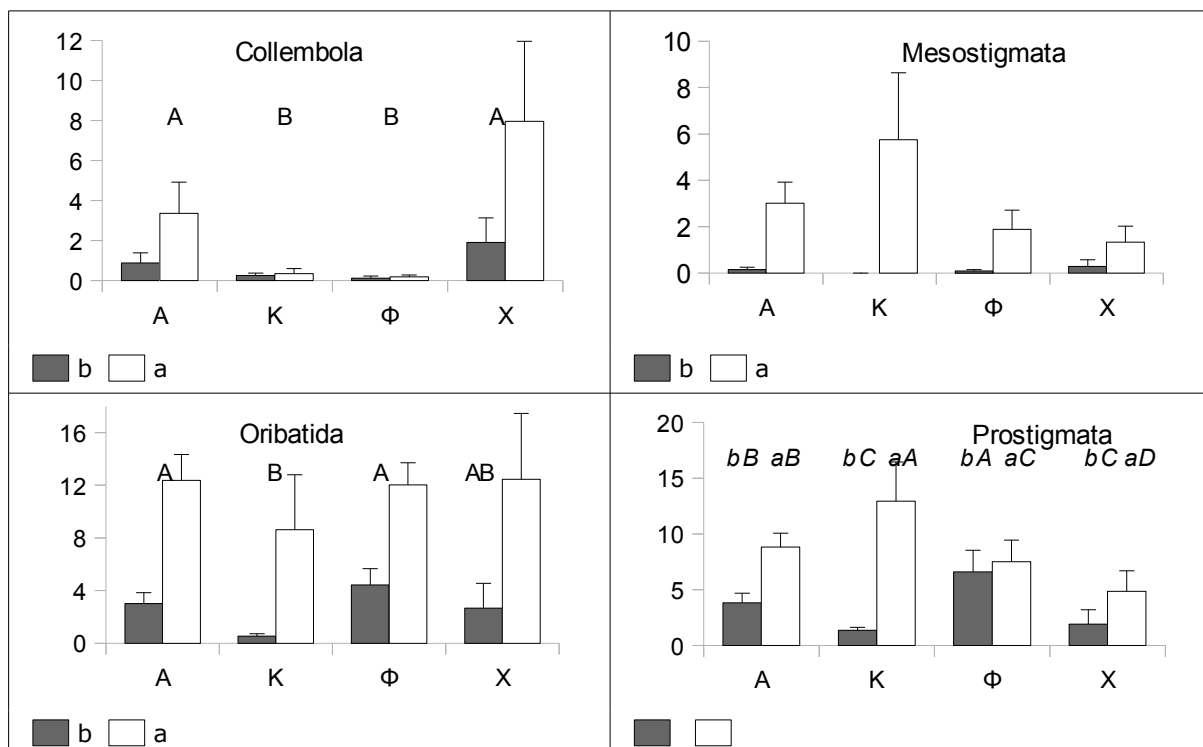 Collembola
12
10
8
6
4
2
0
A B B A
Α Κ Φ Χ
b a
Mesostigmata
10
8
6
4
2
0
Α Κ Φ Χ
b a
Oribatida
16
12
8
4
0
A B A AB
Α Κ Φ Χ
b a
Prostigmata
20
15
10
5
0
bB aB bC aA bA aC bC aD
Α Κ Φ Χ